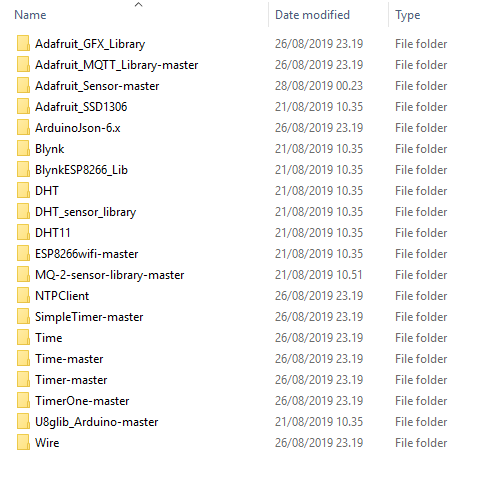 Name Date modified Type
Adafruit_GFX_Library 26/08/2019 23.19 File folder
Adafruit_MQTT_Library-master 26/08/2019 23.19 File folder
Adafruit_Sensor-master 28/08/2019 00.23 File folder
Adafruit_SSD1306 21/08/2019 10.35 File folder
ArduinoJson-6.x 26/08/2019 23.19 File folder
Blynk 21/08/2019 10.35 File folder
BlynkESP8266_Lib 21/08/2019 10.35 File folder
DHT 21/08/2019 10.35 File folder
DHT_sensor_library 21/08/2019 10.35 File folder
DHT11 21/08/2019 10.35 File folder
ESP8266wifi-master 21/08/2019 10.35 File folder
MQ-2-sensor-library-master 21/08/2019 10.51 File folder
NTPClient 26/08/2019 23.19 File folder
SimpleTimer-master 26/08/2019 23.19 File folder
Time 26/08/2019 23.19 File folder
Time-master 26/08/2019 23.19 File folder
Timer-master 26/08/2019 23.19 File folder
TimerOne-master 26/08/2019 23.19 File folder
U8glib_Arduino-master 21/08/2019 10.35 File folder
Wire 26/08/2019 23.19 File folder